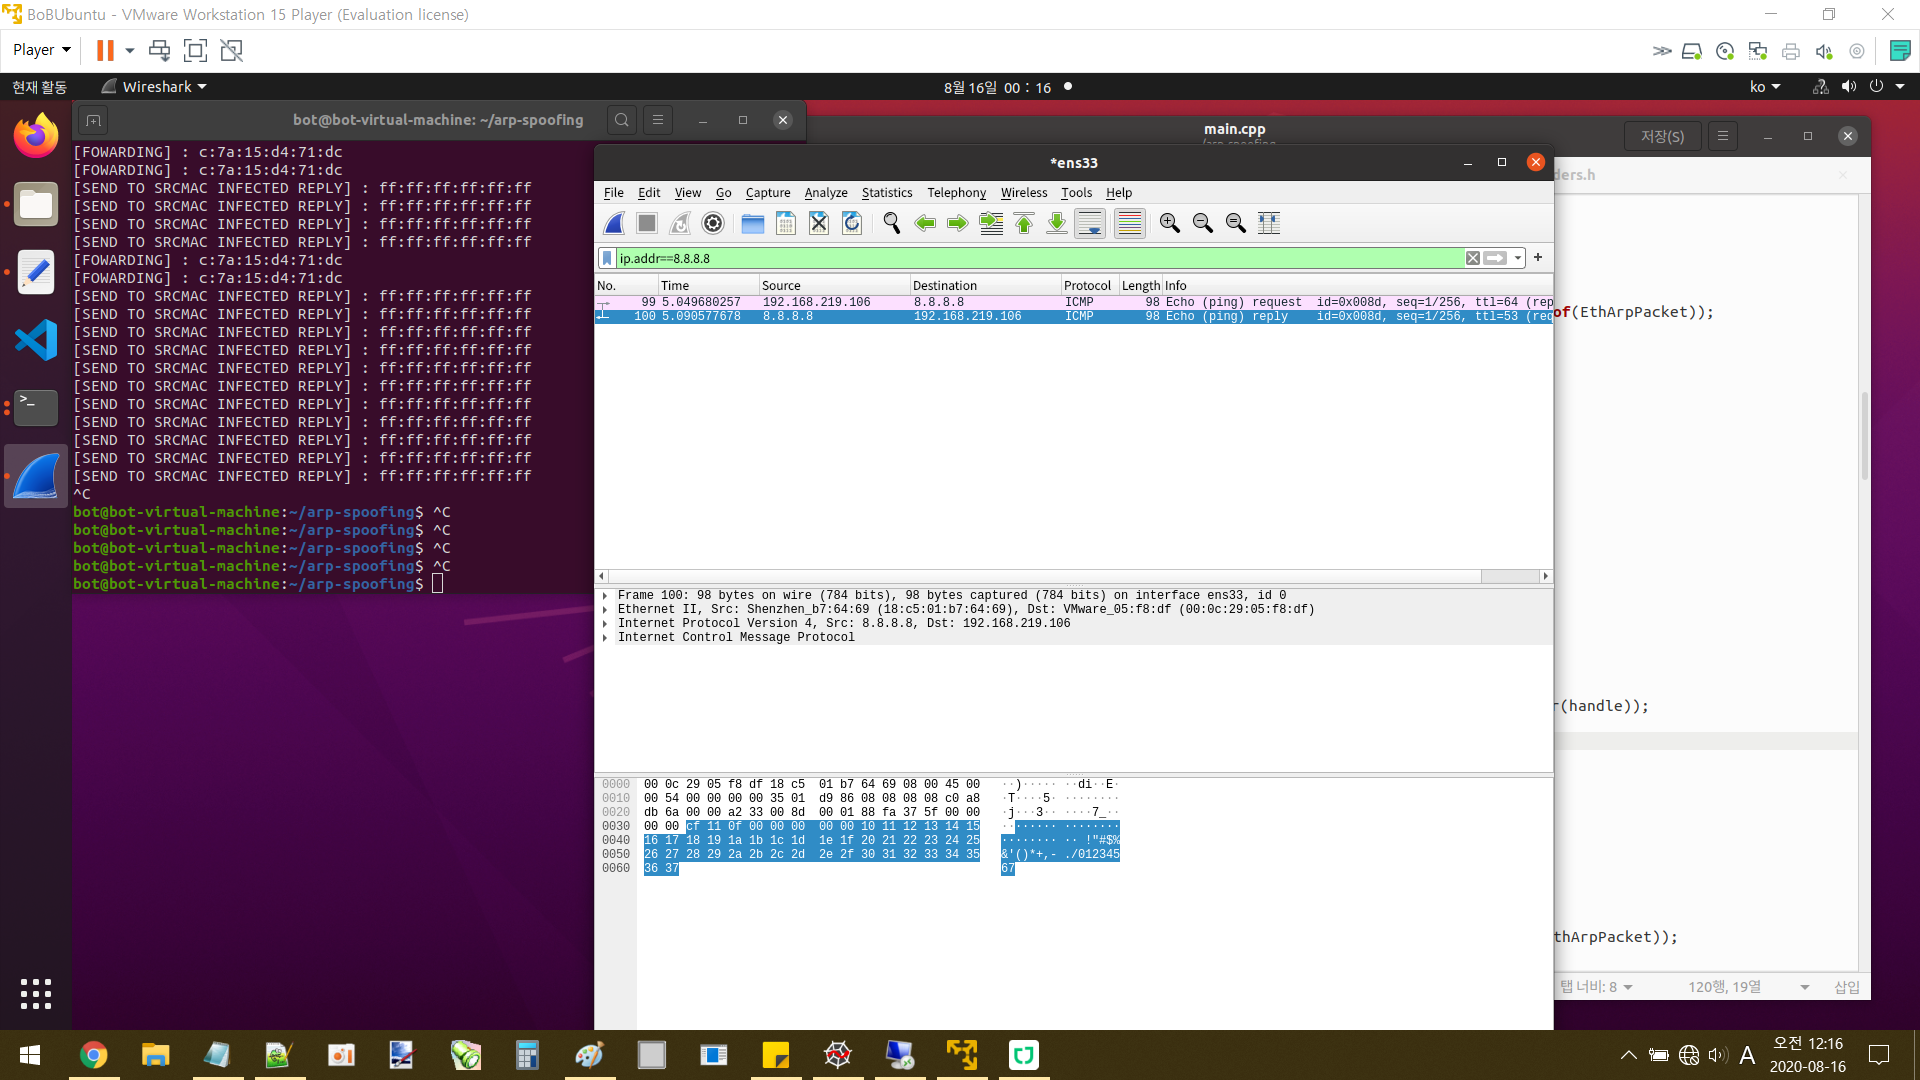 BoBUbuntu - VMware Workstation 15 Player (Evaluation license)
Player
현재 활동
Wireshark
8월 16일 00 : 16
ko
bot@bot-virtual-machine: ~/arp-spoofing
[FOWARDING] : c:7a:15:d4:71:dc
[FOWARDING] : c:7a:15:d4:71:dc
[SEND TO SRCMAC INFECTED REPLY] : ff:ff:ff:ff:ff:ff
[SEND TO SRCMAC INFECTED REPLY] : ff:ff:ff:ff:ff:ff
[SEND TO SRCMAC INFECTED REPLY] : ff:ff:ff:ff:ff:ff
[SEND TO SRCMAC INFECTED REPLY] : ff:ff:ff:ff:ff:ff
[FOWARDING] : c:7a:15:d4:71:dc
[FOWARDING] : c:7a:15:d4:71:dc
[SEND TO SRCMAC INFECTED REPLY] : ff:ff:ff:ff:ff:ff
[SEND TO SRCMAC INFECTED REPLY] : ff:ff:ff:ff:ff:ff
[SEND TO SRCMAC INFECTED REPLY] : ff:ff:ff:ff:ff:ff
[SEND TO SRCMAC INFECTED REPLY] : ff:ff:ff:ff:ff:ff
[SEND TO SRCMAC INFECTED REPLY] : ff:ff:ff:ff:ff:ff
[SEND TO SRCMAC INFECTED REPLY] : ff:ff:ff:ff:ff:ff
[SEND TO SRCMAC INFECTED REPLY] : ff:ff:ff:ff:ff:ff
[SEND TO SRCMAC INFECTED REPLY] : ff:ff:ff:ff:ff:ff
[SEND TO SRCMAC INFECTED REPLY] : ff:ff:ff:ff:ff:ff
[SEND TO SRCMAC INFECTED REPLY] : ff:ff:ff:ff:ff:ff
[SEND TO SRCMAC INFECTED REPLY] : ff:ff:ff:ff:ff:ff
^C
bot@bot-virtual-machine:~/arp-spoofing$ ^C
bot@bot-virtual-machine:~/arp-spoofing$ ^C
bot@bot-virtual-machine:~/arp-spoofing$ ^C
bot@bot-virtual-machine:~/arp-spoofing$ ^C
bot@bot-virtual-machine:~/arp-spoofing$
main.cpp
저장(S)
ders.h
of(EthArpPacket));
r(handle));
thArpPacket));
탭 너비: 8
120행, 19열
삽입
*ens33
File Edit View Go Capture Analyze Statistics Telephony Wireless Tools Help
ip.addr==8.8.8.8
No. Time Source Destination Protocol Length Info
99 5.049680257 192.168.219.106 8.8.8.8 ICMP 98 Echo (ping) request id=0x008d, seq=1/256, ttl=64 (rep
100 5.090577678 8.8.8.8 192.168.219.106 ICMP 98 Echo (ping) reply id=0x008d, seq=1/256, ttl=53 (req
Frame 100: 98 bytes on wire (784 bits), 98 bytes captured (784 bits) on interface ens33, id 0
Ethernet II, Src: Shenzhen_b7:64:69 (18:c5:01:b7:64:69), Dst: VMware_05:f8:df (00:0c:29:05:f8:df)
Internet Protocol Version 4, Src: 8.8.8.8, Dst: 192.168.219.106
Internet Control Message Protocol
0000 00 0c 29 05 f8 df 18 c5 01 b7 64 69 08 00 45 00 ··)····· ··di··E·
0010 00 54 00 00 00 00 35 01 d9 86 08 08 08 08 c0 a8 ·T····5· ········
0020 db 6a 00 00 a2 33 00 8d 00 01 88 fa 37 5f 00 00 ·j···3·· ····7_··
0030 00 00 cf 11 0f 00 00 00 00 00 10 11 12 13 14 15 ········ ········
0040 16 17 18 19 1a 1b 1c 1d 1e 1f 20 21 22 23 24 25 ········ ·· !"#$%
0050 26 27 28 29 2a 2b 2c 2d 2e 2f 30 31 32 33 34 35 &'()*+,- ./012345
0060 36 37 67
A
오전 12:16
2020-08-16